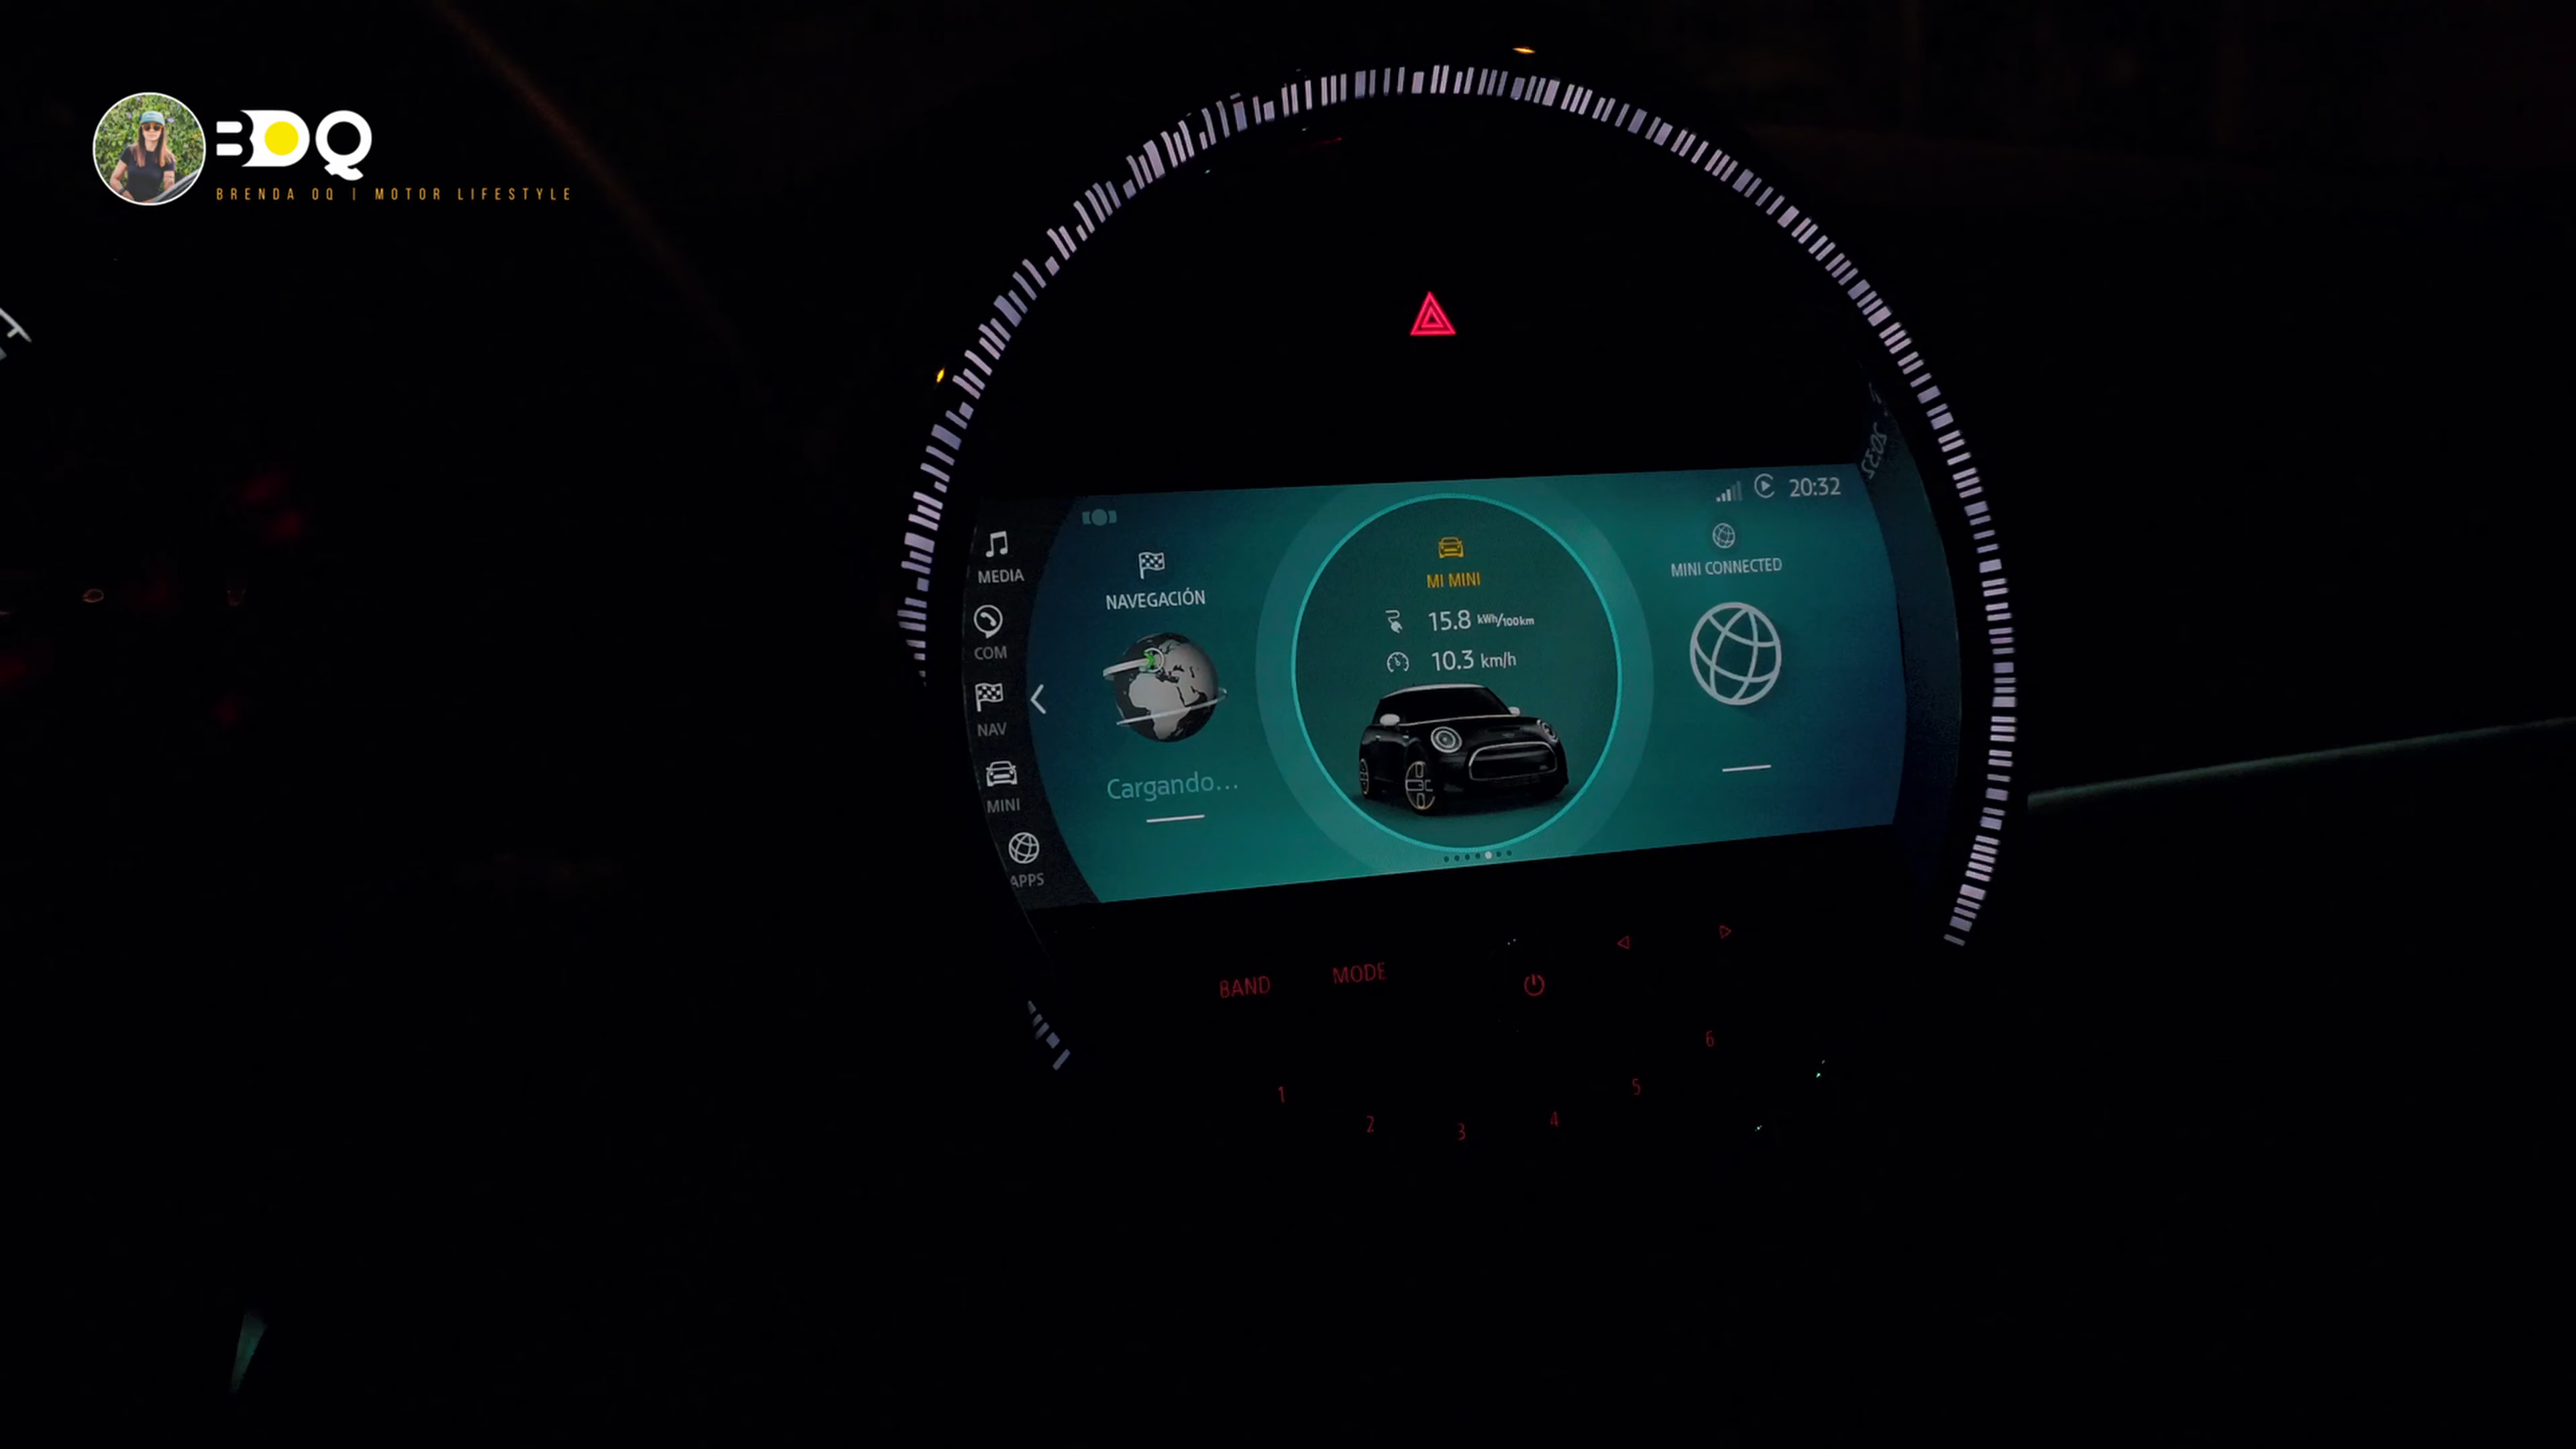 BOQ
BRENDA OQ | MOTOR LIFESTYLE
20:32
MEDIA
COM
NAV
MINI
APPS
NAVEGACIÓN
Cargando...
MI MINI
15.8 kWh/100km
10.3 km/h
MINI CONNECTED
BAND
MODE
1
2
3
4
5
6